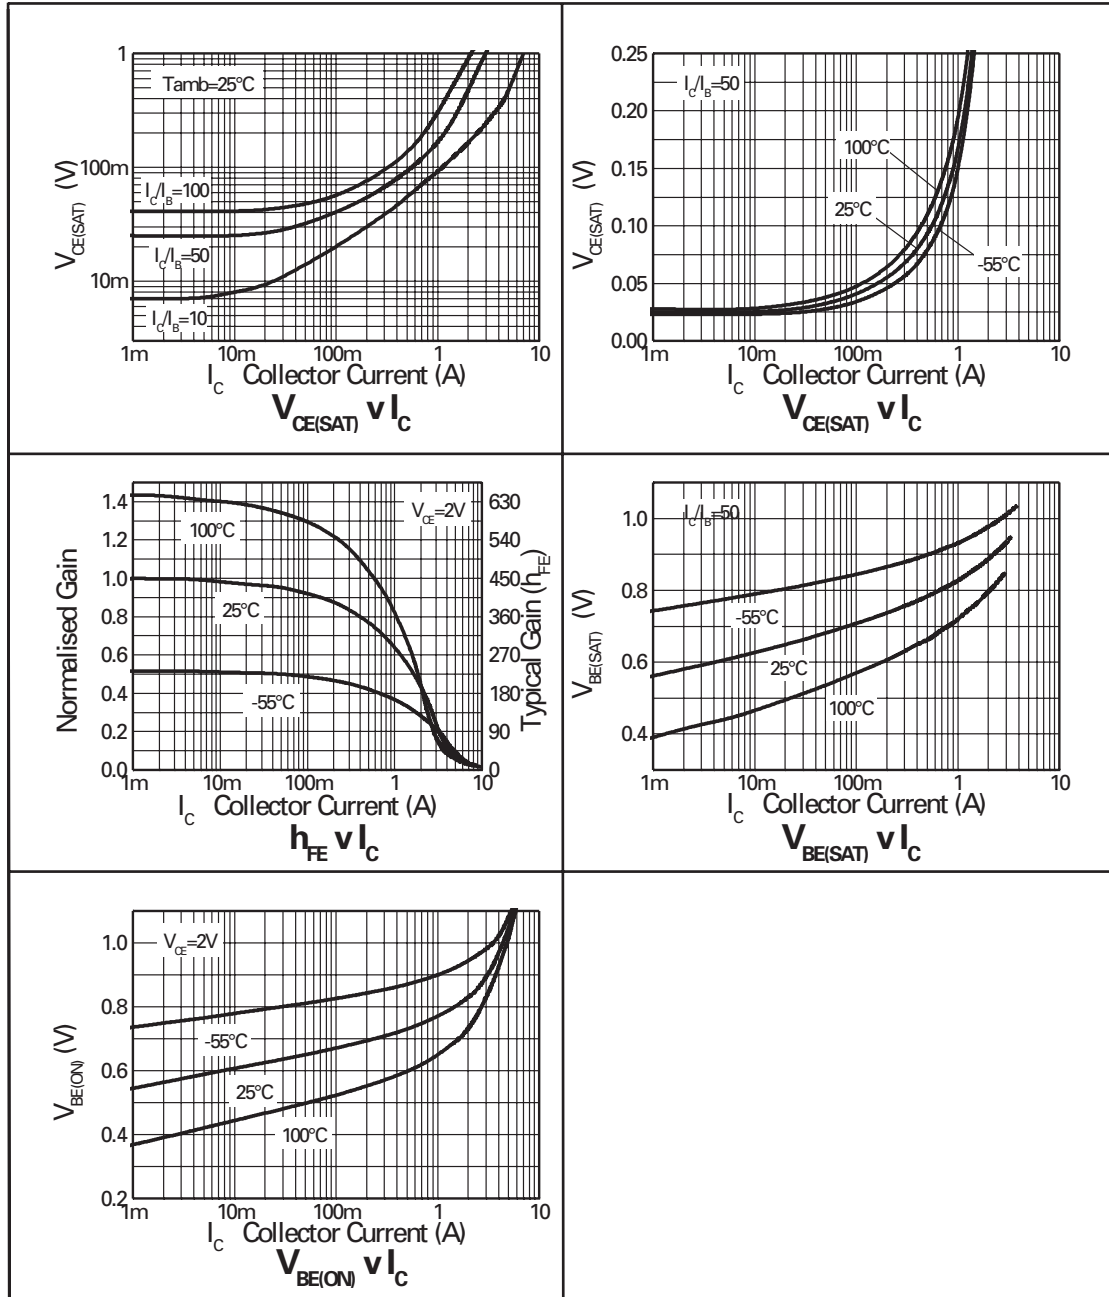 1
100m
10m
V_CE(SAT) (V)
Tamb=25°C
I_C/I_B=100
I_C/I_B=50
I_C/I_B=10
1m 10m 100m 1 10
I_C Collector Current (A)
V_CE(SAT) v I_C
0.25
0.20
0.15
0.10
0.05
0.00
V_CE(SAT) (V)
I_C/I_B=50
100°C
25°C
-55°C
1m 10m 100m 1 10
I_C Collector Current (A)
V_CE(SAT) v I_C
1.4
1.2
1.0
0.8
0.6
0.4
0.2
0.0
Normalised Gain
V_CE=2V
100°C
25°C
-55°C
630
540
450
360
270
180
90
0
Typical Gain (h_FE)
1m 10m 100m 1 10
I_C Collector Current (A)
h_FE v I_C
1.0
0.8
0.6
0.4
V_BE(SAT) (V)
I_C/I_B=50
-55°C
25°C
100°C
1m 10m 100m 1 10
I_C Collector Current (A)
V_BE(SAT) v I_C
1.0
0.8
0.6
0.4
0.2
V_BE(ON) (V)
V_CE=2V
-55°C
25°C
100°C
1m 10m 100m 1 10
I_C Collector Current (A)
V_BE(ON) v I_C